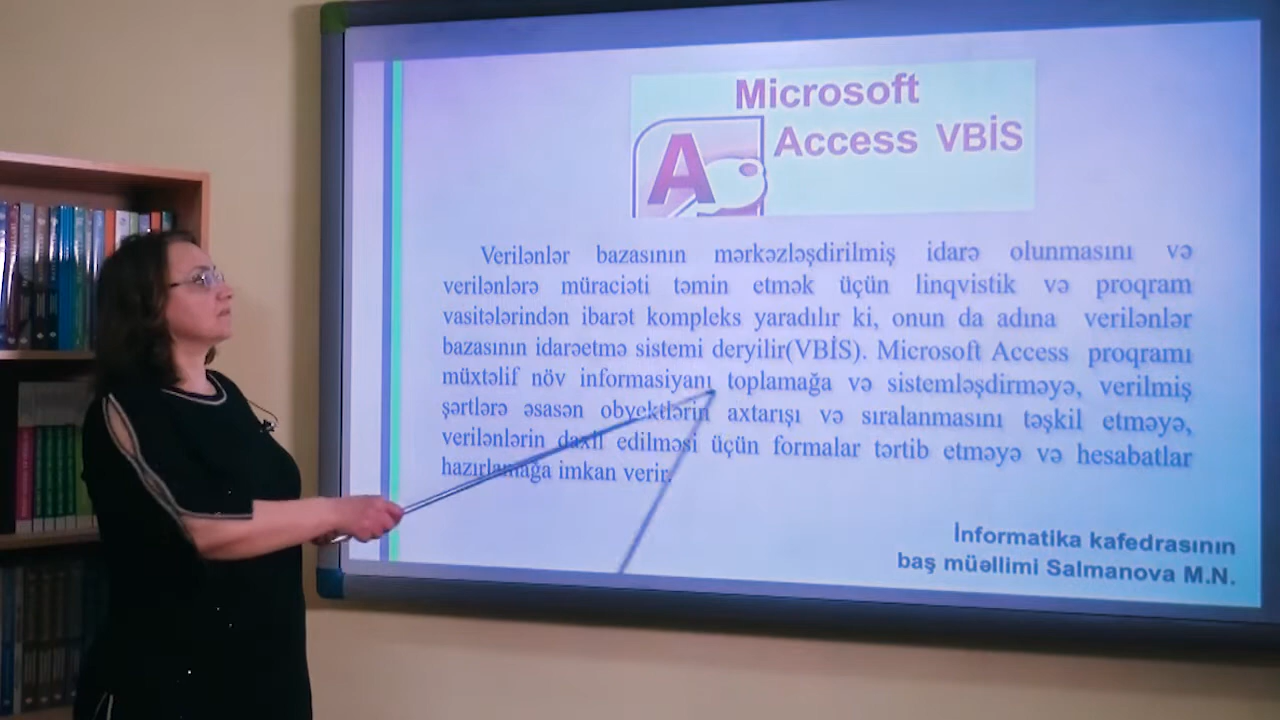 Microsoft
Access VBİS
A
Verilənlər bazasının mərkəzləşdirilmiş idarə olunmasını və
verilənlərə müraciəti təmin etmək üçün linqvistik və proqram
vasitələrindən ibarət kompleks yaradılır ki, onun da adına verilənlər
bazasının idarəetmə sistemi deryilir(VBİS). Microsoft Access proqramı
müxtəlif növ informasiyanı toplamağa və sistemləşdirməyə, verilmiş
şərtlərə əsasən obyektlərin axtarışı və sıralanmasını təşkil etməyə,
verilənlərin daxil edilməsi üçün formalar tərtib etməyə və hesabatlar
hazırlamağa imkan verir.
İnformatika kafedrasının
baş müəllimi Salmanova M.N.